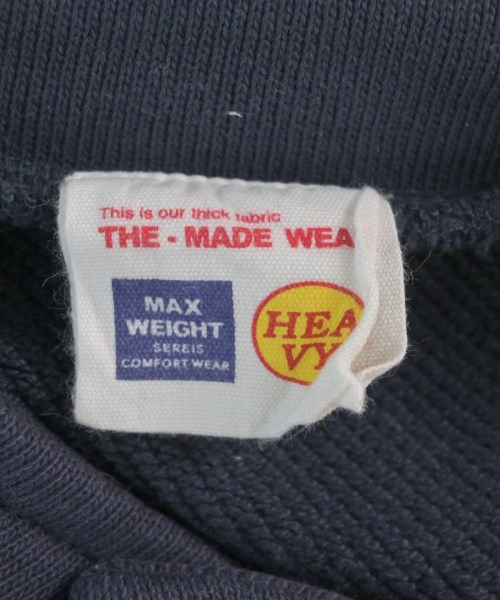 This is our thick fabric
THE - MADE WEA
MAX
WEIGHT
SEREIS
COMFORT WEAR
HEA
VY